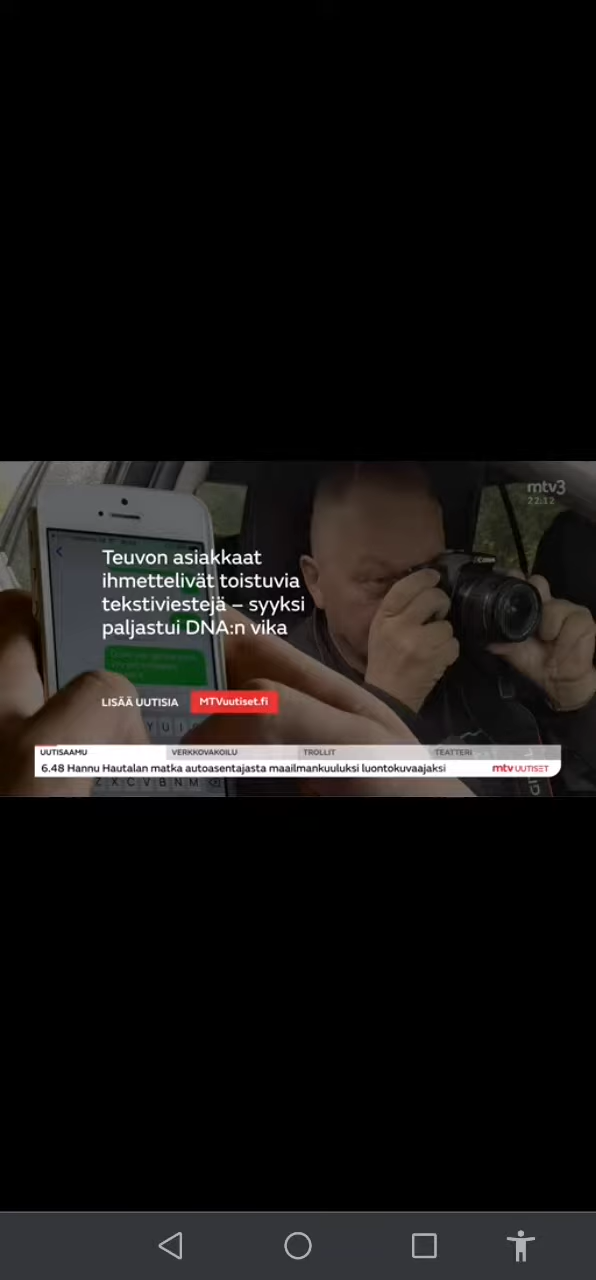 mtv3
22:12
Teuvon asiakkaat
ihmettelivät toistuvia
tekstiviestejä – syyksi
paljastui DNA:n vika
LISÄÄ UUTISIA MTVuutiset.fi
Y U I
UUTISAAMU VERKKOVAKOILU TROLLIT TEATTERI
6.48 Hannu Hautalan matka autoasentajasta maailmankuuluksi luontokuvaajaksi mtv UUTISET
Z X C V B N M
Canon